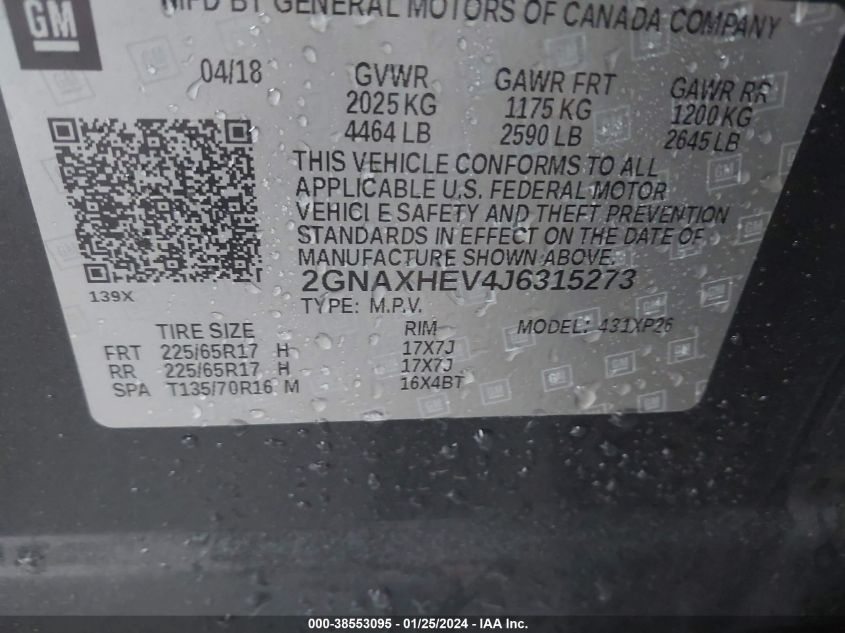 GM
MFD BY GENERAL MOTORS OF CANADA COMPANY
04/18
GVWR
2025 KG
4464 LB
GAWR FRT
1175 KG
2590 LB
GAWR RR
1200 KG
2645 LB
THIS VEHICLE CONFORMS TO ALL
APPLICABLE U.S. FEDERAL MOTOR
VEHICLE SAFETY AND THEFT PREVENTION
STANDARDS IN EFFECT ON THE DATE OF
MANUFACTURE SHOWN ABOVE.
139X
2GNAXHEV4J6315273
TYPE: M.P.V.
TIRE SIZE RIM MODEL: 431XP26
FRT 225/65R17 H 17X7J
RR 225/65R17 H 17X7J
SPA T135/70R16 M 16X4BT
000-38553095 - 01/25/2024 - IAA Inc.